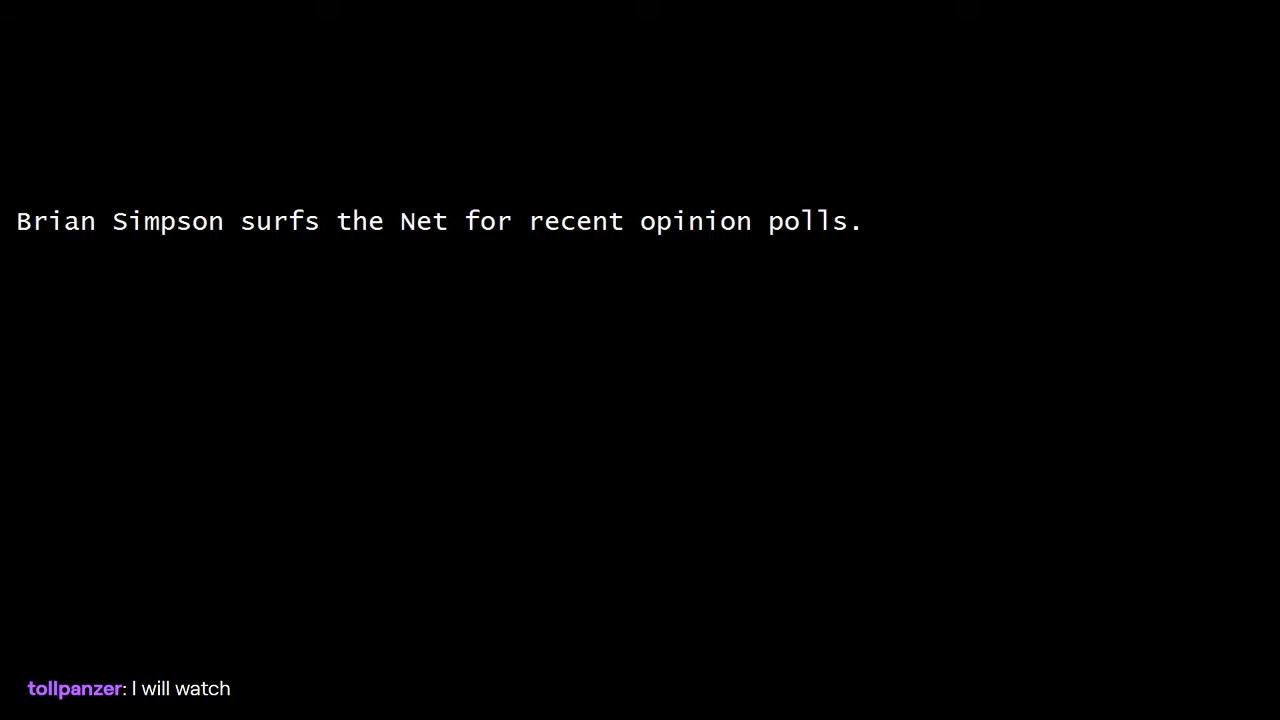 Brian Simpson surfs the Net for recent opinion polls.
tollpanzer: I will watch